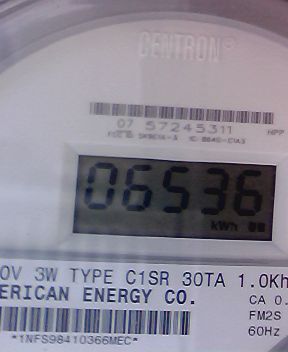 CENTRON®
07 57245311 HPP
06536
kWh
0V 3W TYPE C1SR 30TA 1.0Kh
ERICAN ENERGY CO.
CA 0.
FM2S
60Hz
*1NFS98410366MEC*